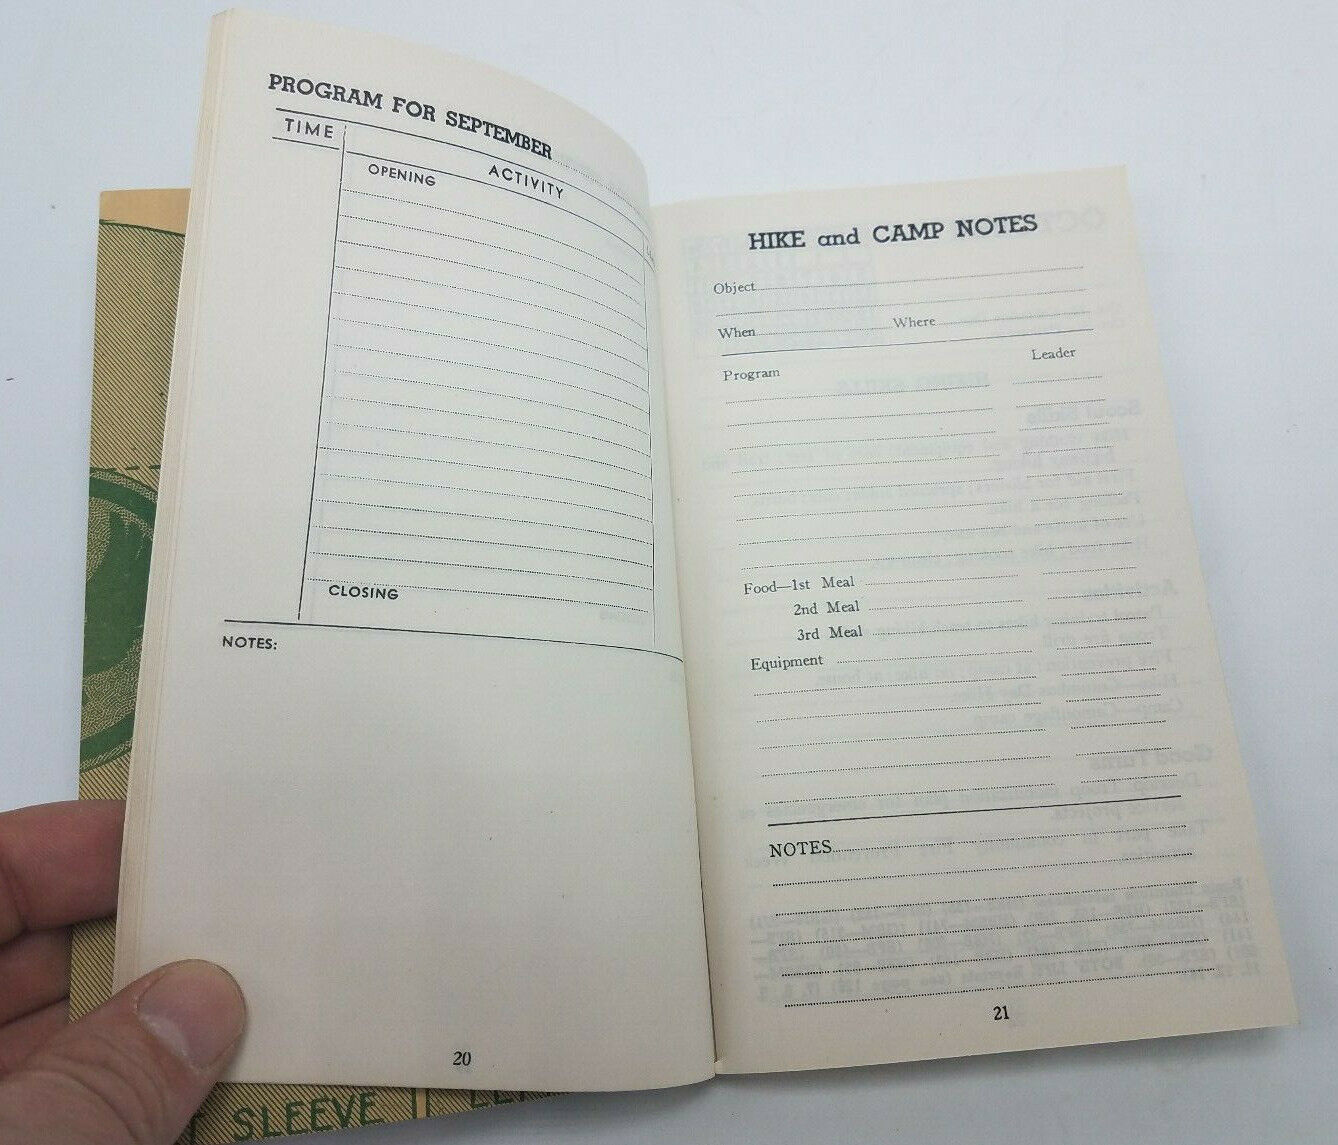 PROGRAM FOR SEPTEMBER
TIME
ACTIVITY
OPENING
CLOSING
NOTES:
20
HIKE and CAMP NOTES
Object
When Where
Program Leader
Food—1st Meal
2nd Meal
3rd Meal
Equipment
NOTES
21
SLEEVE